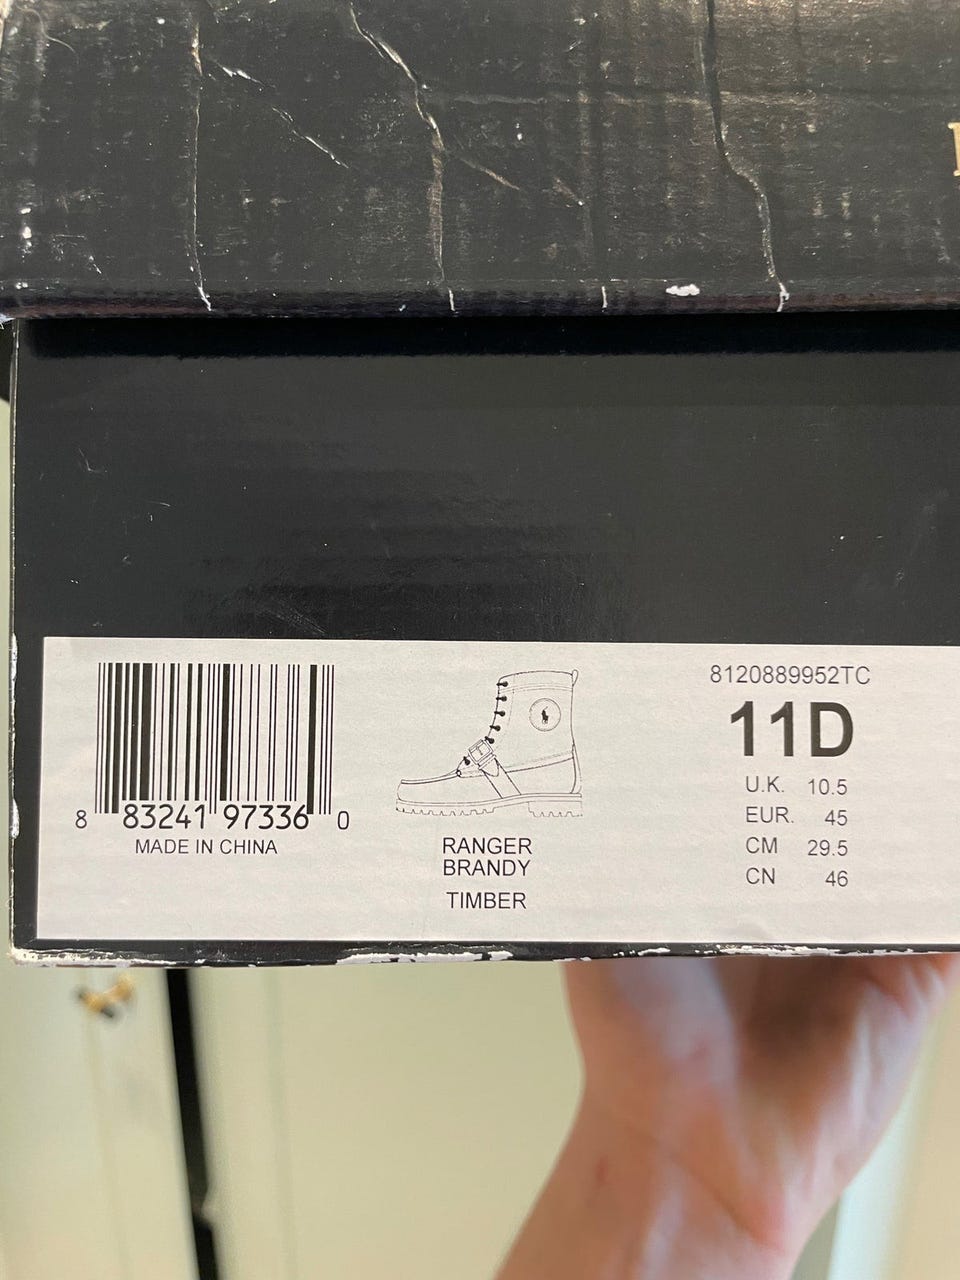 8 83241 97336 0
MADE IN CHINA
RANGER
BRANDY
TIMBER
8120889952TC
11D
U.K. 10.5
EUR. 45
CM 29.5
CN 46